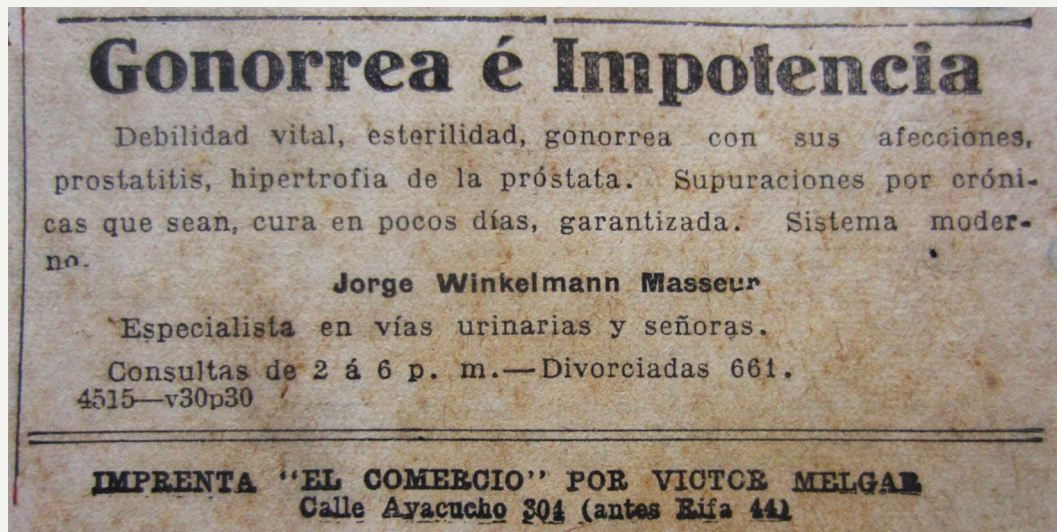 Gonorrea é Impotencia
Debilidad vital, esterilidad, gonorrea con sus afecciones,
prostatitis, hipertrofia de la próstata. Supuraciones por cróni-
cas que sean, cura en pocos días, garantizada. Sistema moder-
no.
Jorge Winkelmann Masseur
Especialista en vías urinarias y señoras.
Consultas de 2 á 6 p. m.—Divorciadas 661.
4515—v30p30
IMPRENTA “EL COMERCIO” POR VICTOR MELGAR
Calle Ayacucho 304 (antes Rifa 44)